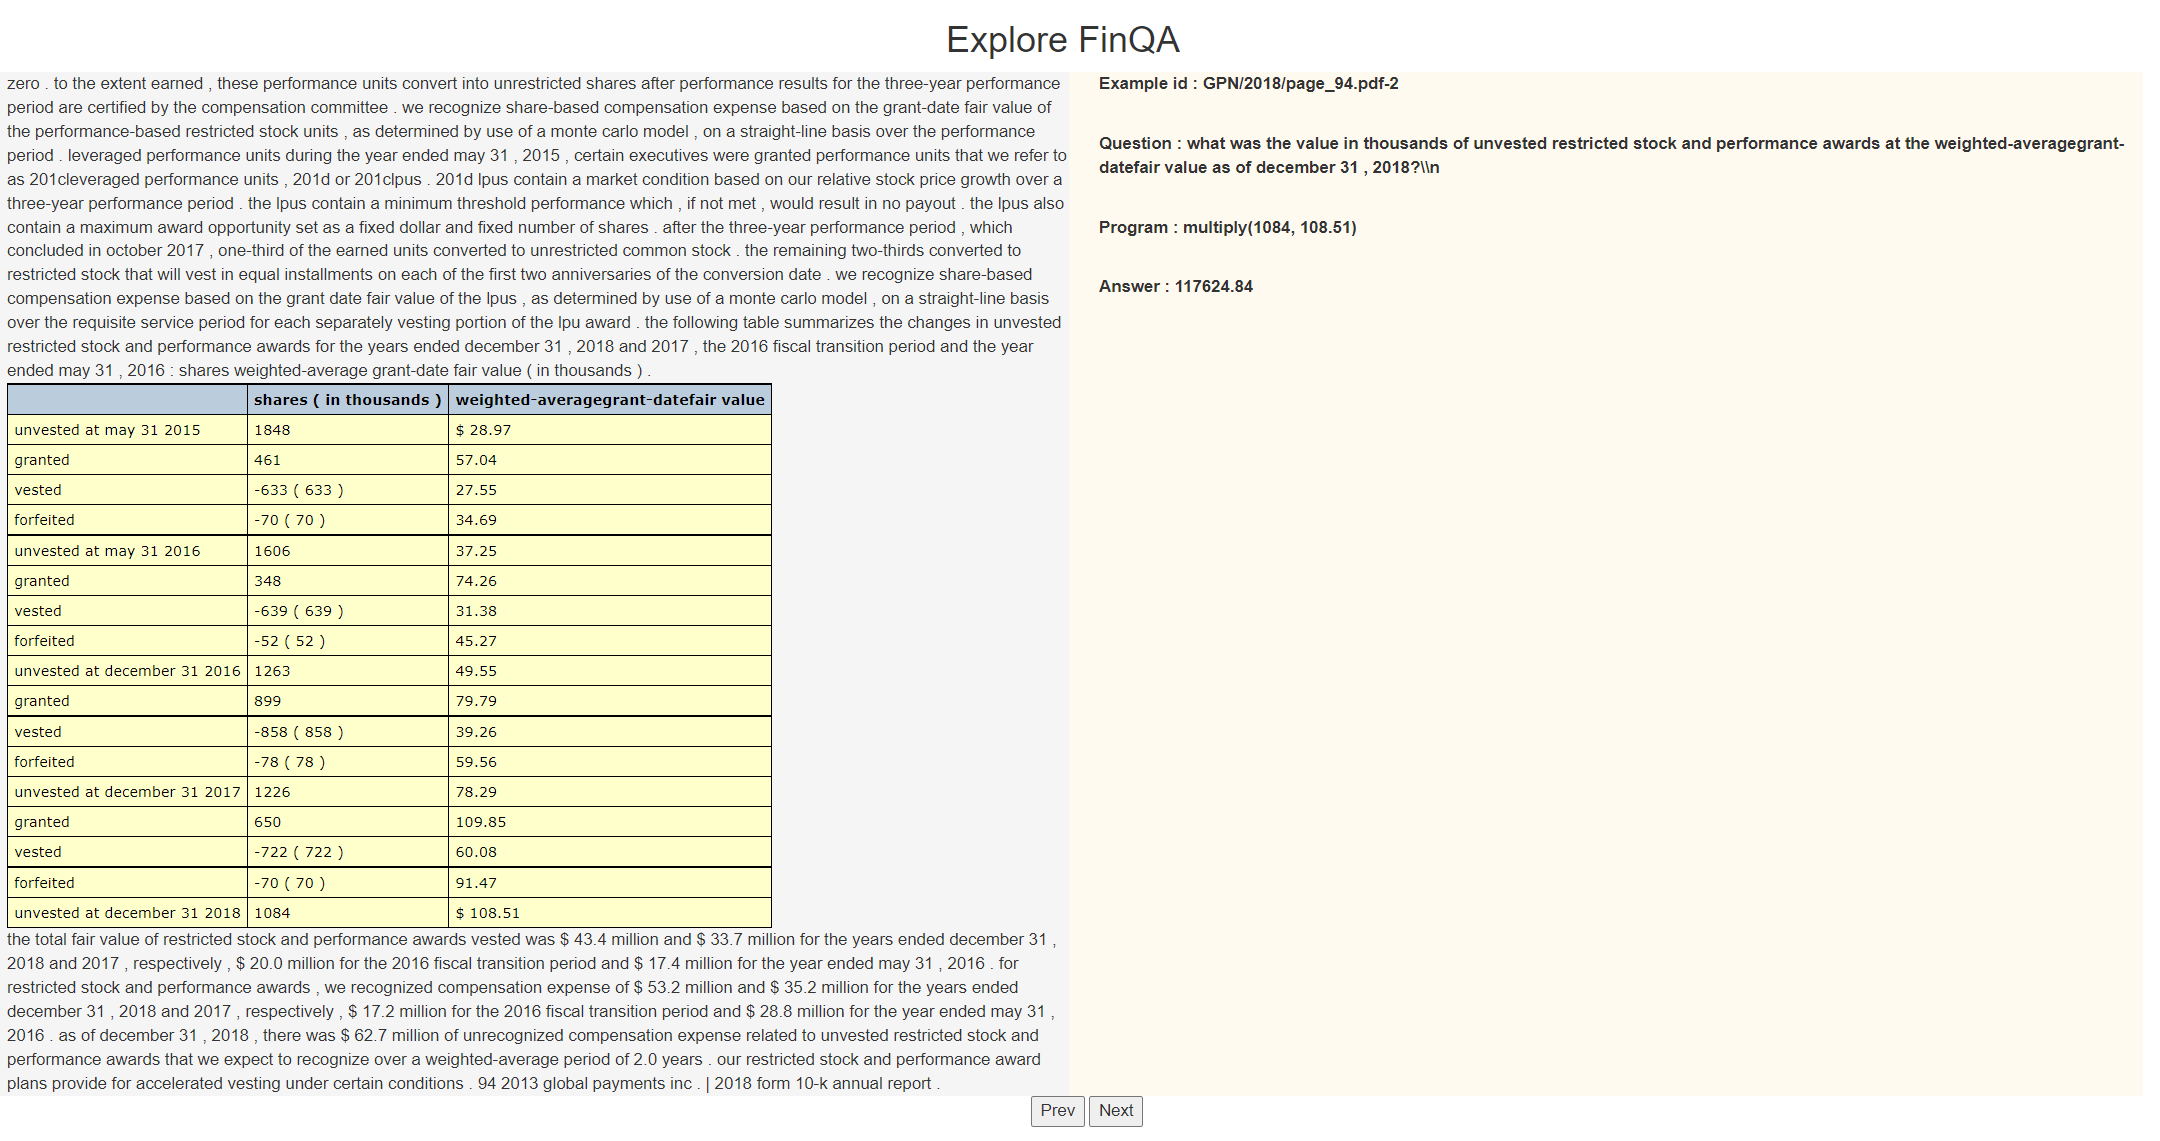 Explore FinQA
zero . to the extent earned , these performance units convert into unrestricted shares after performance results for the three-year performance
period are certified by the compensation committee . we recognize share-based compensation expense based on the grant-date fair value of
the performance-based restricted stock units , as determined by use of a monte carlo model , on a straight-line basis over the performance
period . leveraged performance units during the year ended may 31 , 2015 , certain executives were granted performance units that we refer to
as 201cleveraged performance units , 201d or 201clpus . 201d lpus contain a market condition based on our relative stock price growth over a
three-year performance period . the lpus contain a minimum threshold performance which , if not met , would result in no payout . the lpus also
contain a maximum award opportunity set as a fixed dollar and fixed number of shares . after the three-year performance period , which
concluded in october 2017 , one-third of the earned units converted to unrestricted common stock . the remaining two-thirds converted to
restricted stock that will vest in equal installments on each of the first two anniversaries of the conversion date . we recognize share-based
compensation expense based on the grant date fair value of the lpus , as determined by use of a monte carlo model , on a straight-line basis
over the requisite service period for each separately vesting portion of the lpu award . the following table summarizes the changes in unvested
restricted stock and performance awards for the years ended december 31 , 2018 and 2017 , the 2016 fiscal transition period and the year
ended may 31 , 2016 : shares weighted-average grant-date fair value ( in thousands ) .
shares ( in thousands ) weighted-averagegrant-datefair value
unvested at may 31 2015 1848 $ 28.97
granted 461 57.04
vested -633 ( 633 ) 27.55
forfeited -70 ( 70 ) 34.69
unvested at may 31 2016 1606 37.25
granted 348 74.26
vested -639 ( 639 ) 31.38
forfeited -52 ( 52 ) 45.27
unvested at december 31 2016 1263 49.55
granted 899 79.79
vested -858 ( 858 ) 39.26
forfeited -78 ( 78 ) 59.56
unvested at december 31 2017 1226 78.29
granted 650 109.85
vested -722 ( 722 ) 60.08
forfeited -70 ( 70 ) 91.47
unvested at december 31 2018 1084 $ 108.51
the total fair value of restricted stock and performance awards vested was $ 43.4 million and $ 33.7 million for the years ended december 31 ,
2018 and 2017 , respectively , $ 20.0 million for the 2016 fiscal transition period and $ 17.4 million for the year ended may 31 , 2016 . for
restricted stock and performance awards , we recognized compensation expense of $ 53.2 million and $ 35.2 million for the years ended
december 31 , 2018 and 2017 , respectively , $ 17.2 million for the 2016 fiscal transition period and $ 28.8 million for the year ended may 31 ,
2016 . as of december 31 , 2018 , there was $ 62.7 million of unrecognized compensation expense related to unvested restricted stock and
performance awards that we expect to recognize over a weighted-average period of 2.0 years . our restricted stock and performance award
plans provide for accelerated vesting under certain conditions . 94 2013 global payments inc . | 2018 form 10-k annual report .
Example id : GPN/2018/page_94.pdf-2
Question : what was the value in thousands of unvested restricted stock and performance awards at the weighted-averagegrant-
datefair value as of december 31 , 2018?\\n
Program : multiply(1084, 108.51)
Answer : 117624.84
Prev Next